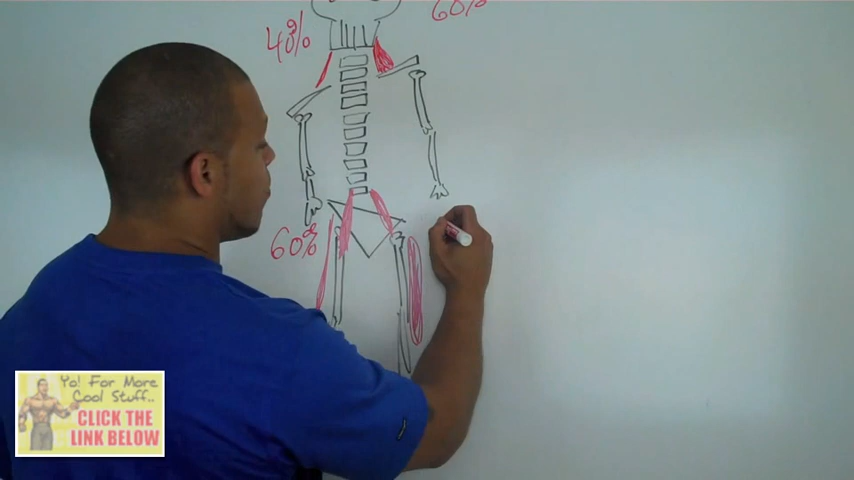 40%
60%
60%
Yo! For More
Cool Stuff..
CLICK THE
LINK BELOW